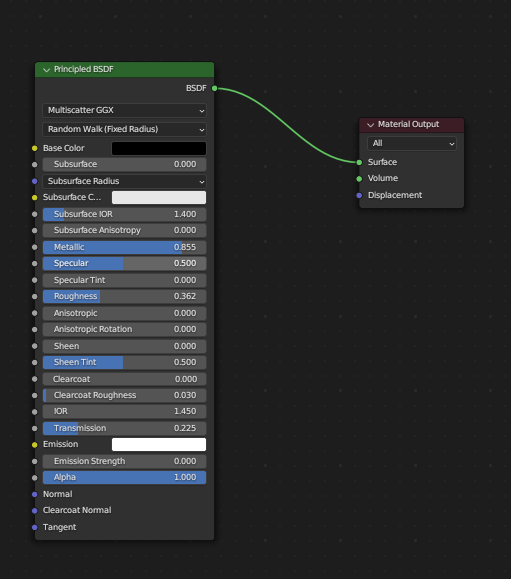 Principled BSDF
BSDF
Multiscatter GGX
Random Walk (Fixed Radius)
Base Color
Subsurface 0.000
Subsurface Radius
Subsurface C...
Subsurface IOR 1.400
Subsurface Anisotropy 0.000
Metallic 0.855
Specular 0.500
Specular Tint 0.000
Roughness 0.362
Anisotropic 0.000
Anisotropic Rotation 0.000
Sheen 0.000
Sheen Tint 0.500
Clearcoat 0.000
Clearcoat Roughness 0.030
IOR 1.450
Transmission 0.225
Emission
Emission Strength 0.000
Alpha 1.000
Normal
Clearcoat Normal
Tangent
Material Output
All
Surface
Volume
Displacement